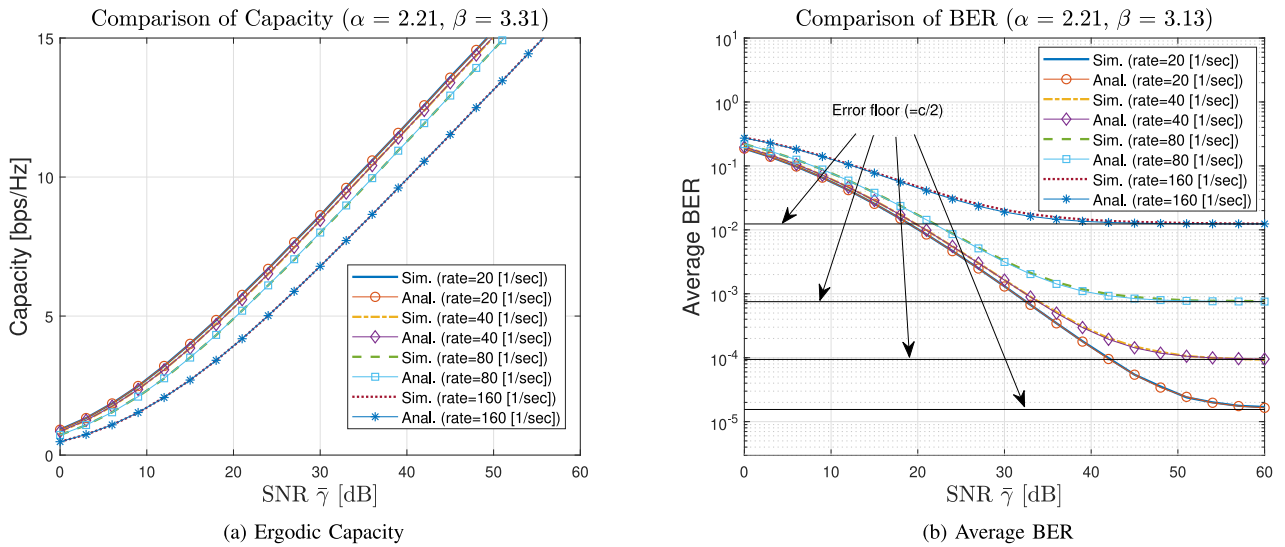 Comparison of Capacity (α = 2.21, β = 3.31)
15
10
5
0
Capacity [bps/Hz]
Sim. (rate=20 [1/sec])
Anal. (rate=20 [1/sec])
Sim. (rate=40 [1/sec])
Anal. (rate=40 [1/sec])
Sim. (rate=80 [1/sec])
Anal. (rate=80 [1/sec])
Sim. (rate=160 [1/sec])
Anal. (rate=160 [1/sec])
0 10 20 30 40 50 60
SNR γ̄ [dB]
(a) Ergodic Capacity
Comparison of BER (α = 2.21, β = 3.13)
10^1
10^0
10^-1
10^-2
10^-3
10^-4
10^-5
Average BER
Error floor (=c/2)
Sim. (rate=20 [1/sec])
Anal. (rate=20 [1/sec])
Sim. (rate=40 [1/sec])
Anal. (rate=40 [1/sec])
Sim. (rate=80 [1/sec])
Anal. (rate=80 [1/sec])
Sim. (rate=160 [1/sec])
Anal. (rate=160 [1/sec])
0 10 20 30 40 50 60
SNR γ̄ [dB]
(b) Average BER